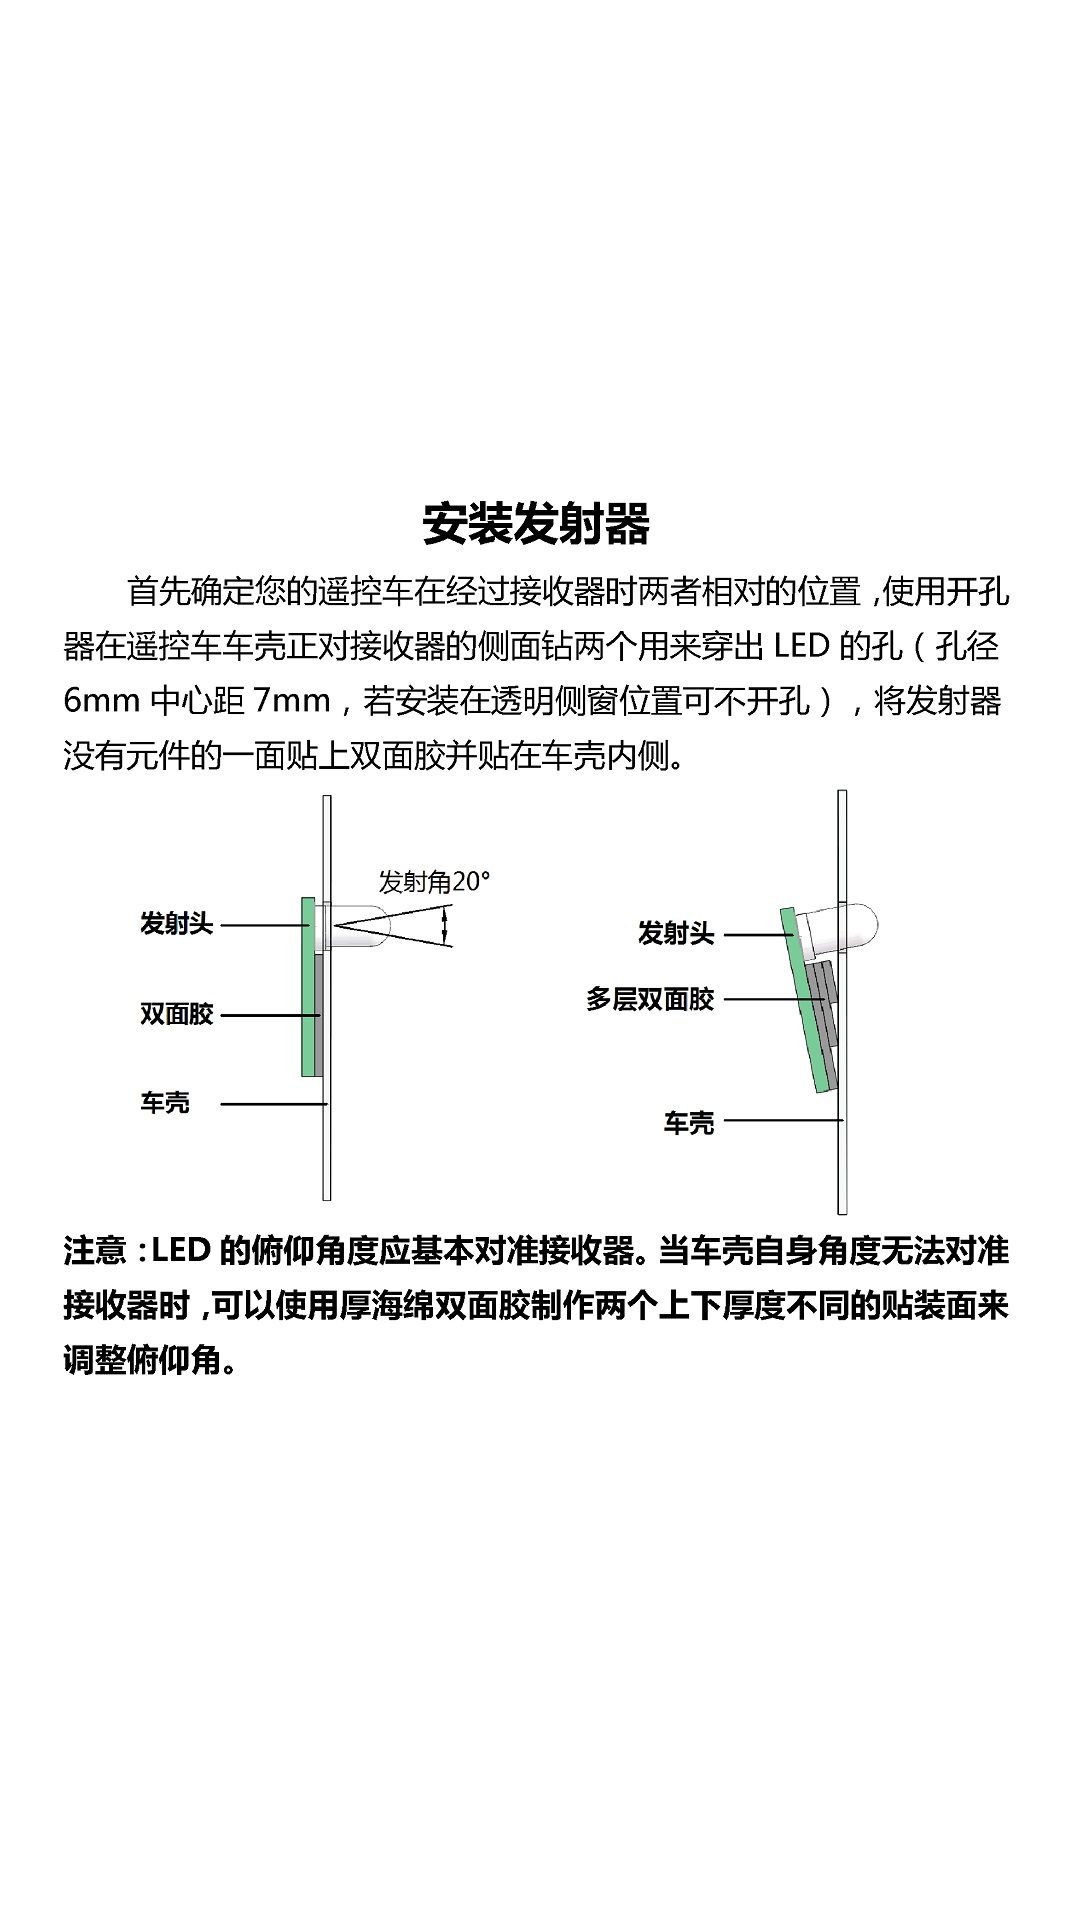 安装发射器
首先确定您的遥控车在经过接收器时两者相对的位置,使用开孔
器在遥控车车壳正对接收器的侧面钻两个用来穿出 LED 的孔(孔径
6mm 中心距 7mm，若安装在透明侧窗位置可不开孔)，将发射器
没有元件的一面贴上双面胶并贴在车壳内侧。
发射角20°
发射头
双面胶
车壳
发射头
多层双面胶
车壳
注意:LED 的俯仰角度应基本对准接收器。当车壳自身角度无法对准
接收器时,可以使用厚海绵双面胶制作两个上下厚度不同的贴装面来
调整俯仰角。